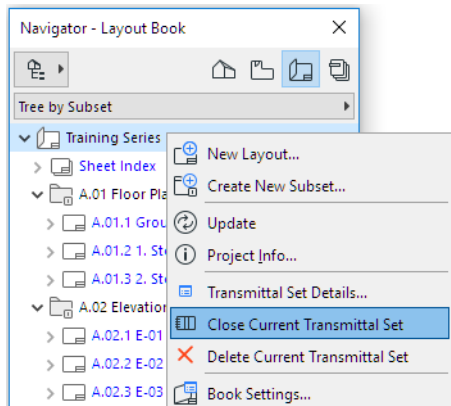 Navigator - Layout Book
Tree by Subset
Training Series
New Layout...
Sheet Index
Create New Subset...
A.01 Floor Pla
A.01.1 Grou
Update
A.01.2 1. St
Project Info...
A.01.3 2. St
Transmittal Set Details...
A.02 Elevation
Close Current Transmittal Set
A.02.1 E-01
Delete Current Transmittal Set
A.02.2 E-02
A.02.3 E-03
Book Settings...